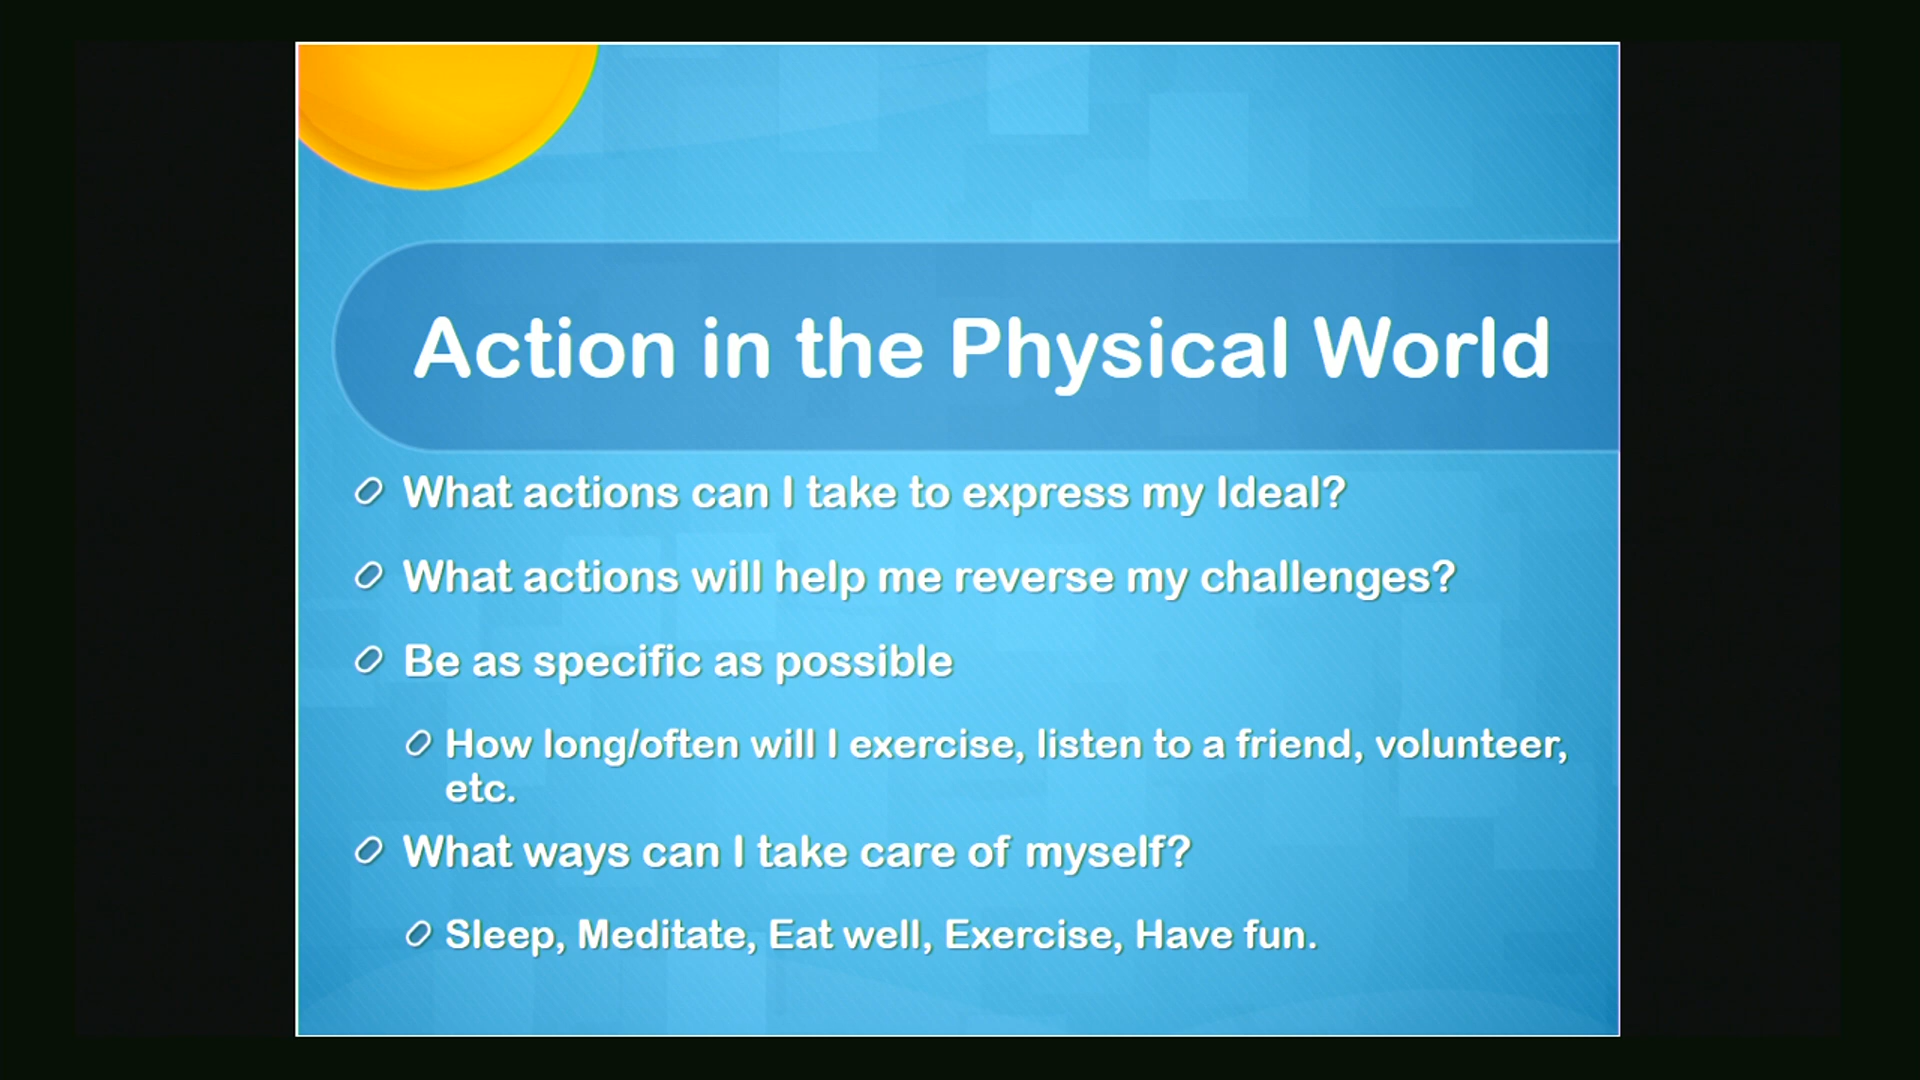 Action in the Physical World
What actions can I take to express my Ideal?
What actions will help me reverse my challenges?
Be as specific as possible
How long/often will I exercise, listen to a friend, volunteer,
etc.
What ways can I take care of myself?
Sleep, Meditate, Eat well, Exercise, Have fun.